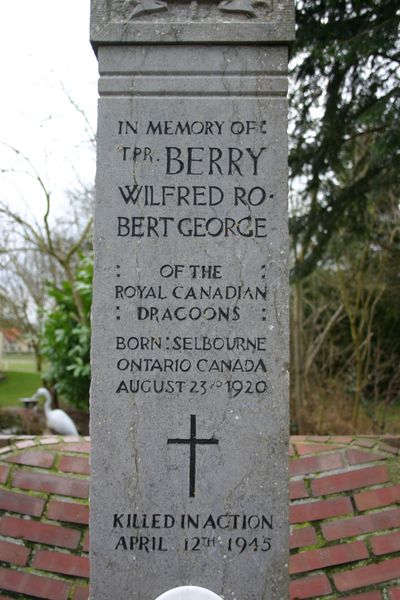 IN MEMORY OF:
TPR. BERRY
WILFRED RO-
BERT GEORGE
: OF THE :
: ROYAL CANADIAN :
: DRAGOONS :
BORN: SELBOURNE
ONTARIO CANADA
AUGUST 23RD 1920
KILLED IN ACTION
APRIL 12TH 1945